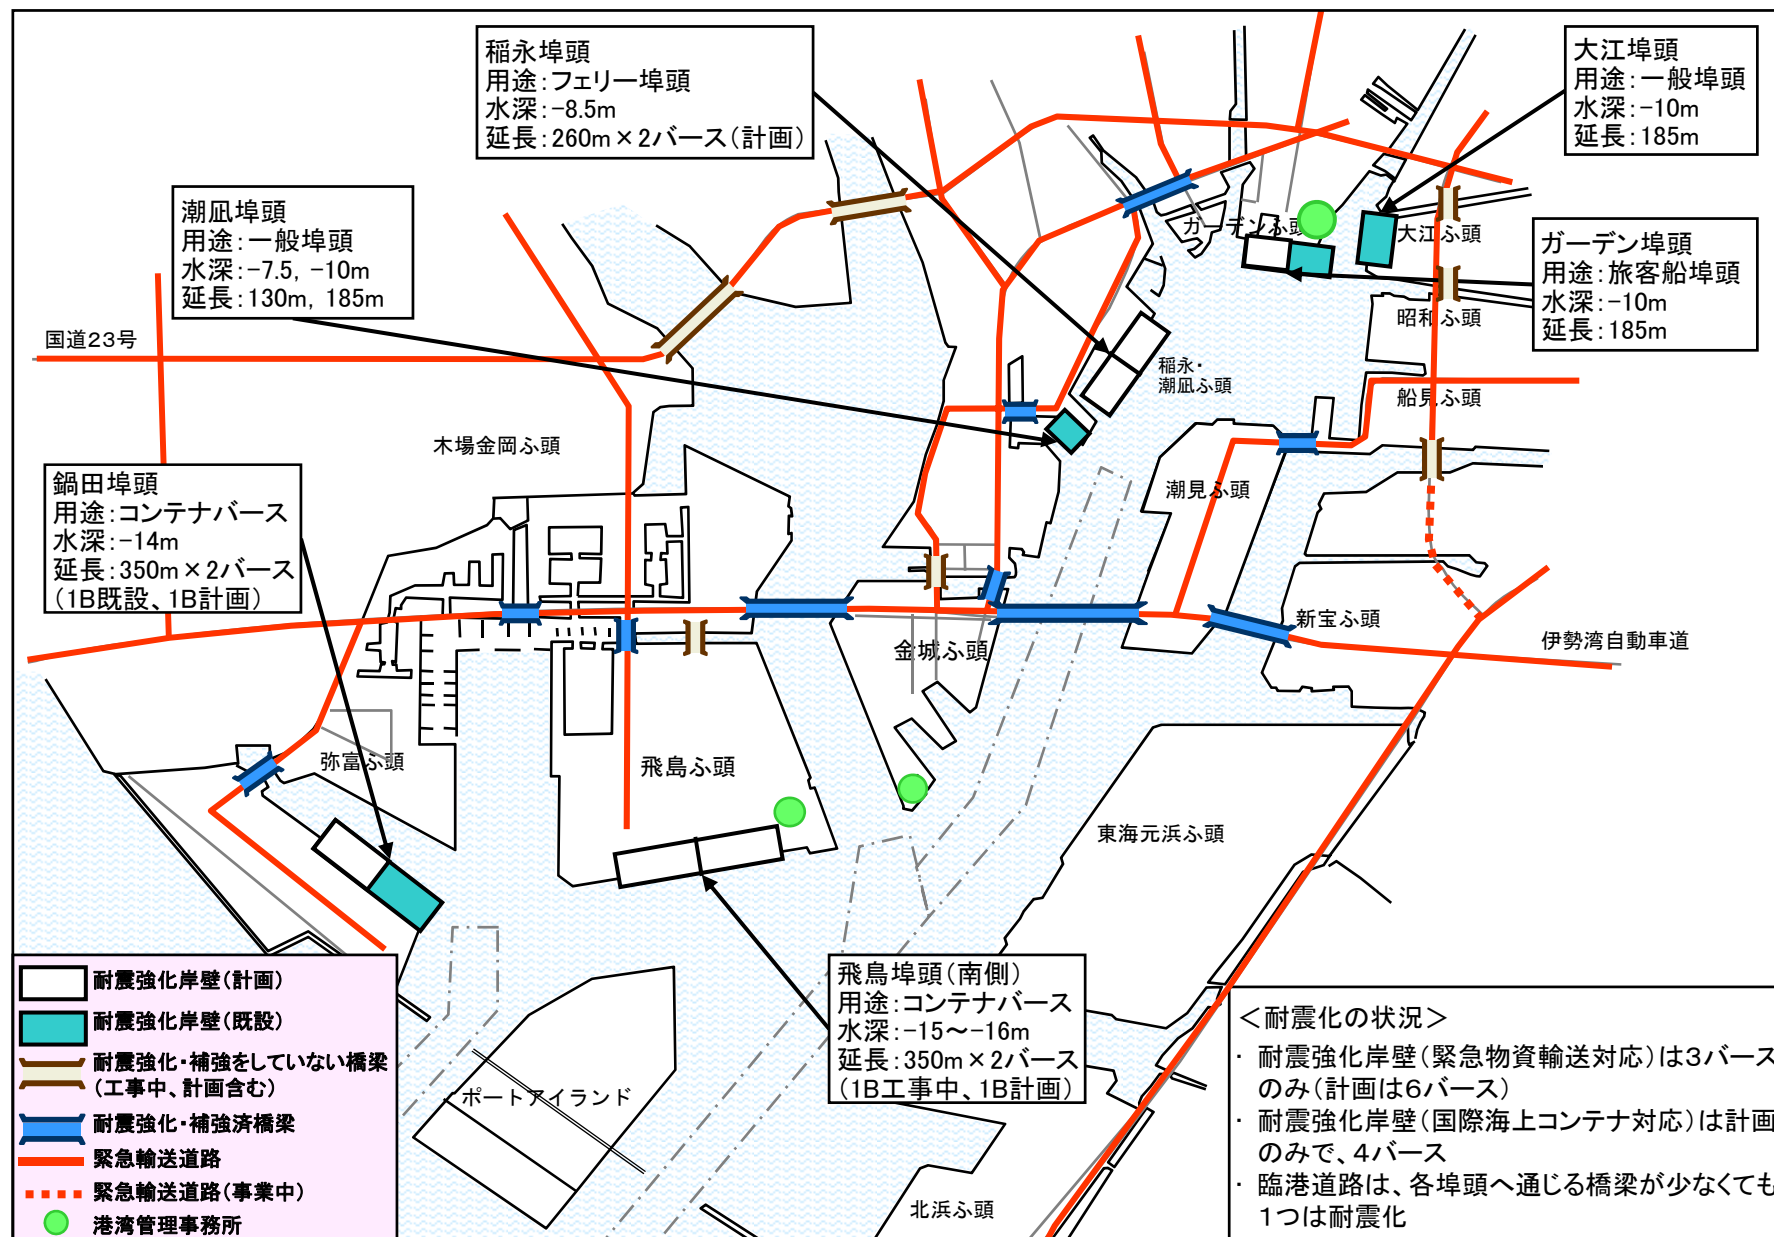 稲永埠頭
用途：フェリー埠頭
水深：-8.5m
延長：260m×2バース（計画）
大江埠頭
用途：一般埠頭
水深：-10m
延長：185m
潮凪埠頭
用途：一般埠頭
水深：-7.5，-10m
延長：130m，185m
ガーデン埠頭
用途：旅客船埠頭
水深：-10m
延長：185m
ガーデンふ頭
大江ふ頭
昭和ふ頭
国道23号
稲永・
潮凪ふ頭
船見ふ頭
木場金岡ふ頭
鍋田埠頭
用途：コンテナバース
水深：-14m
延長：350m×2バース
（1B既設、1B計画）
潮見ふ頭
新宝ふ頭
伊勢湾自動車道
金城ふ頭
弥富ふ頭
飛島ふ頭
東海元浜ふ頭
飛鳥埠頭（南側）
用途：コンテナバース
水深：-15～-16m
延長：350m×2バース
（1B工事中、1B計画）
ポートアイランド
北浜ふ頭
耐震強化岸壁（計画）
耐震強化岸壁（既設）
耐震強化・補強をしていない橋梁
（工事中、計画含む）
耐震強化・補強済橋梁
緊急輸送道路
緊急輸送道路（事業中）
港湾管理事務所
＜耐震化の状況＞
・ 耐震強化岸壁（緊急物資輸送対応）は３バース
のみ（計画は６バース）
・ 耐震強化岸壁（国際海上コンテナ対応）は計画
のみで、４バース
・ 臨港道路は、各埠頭へ通じる橋梁が少なくても
１つは耐震化